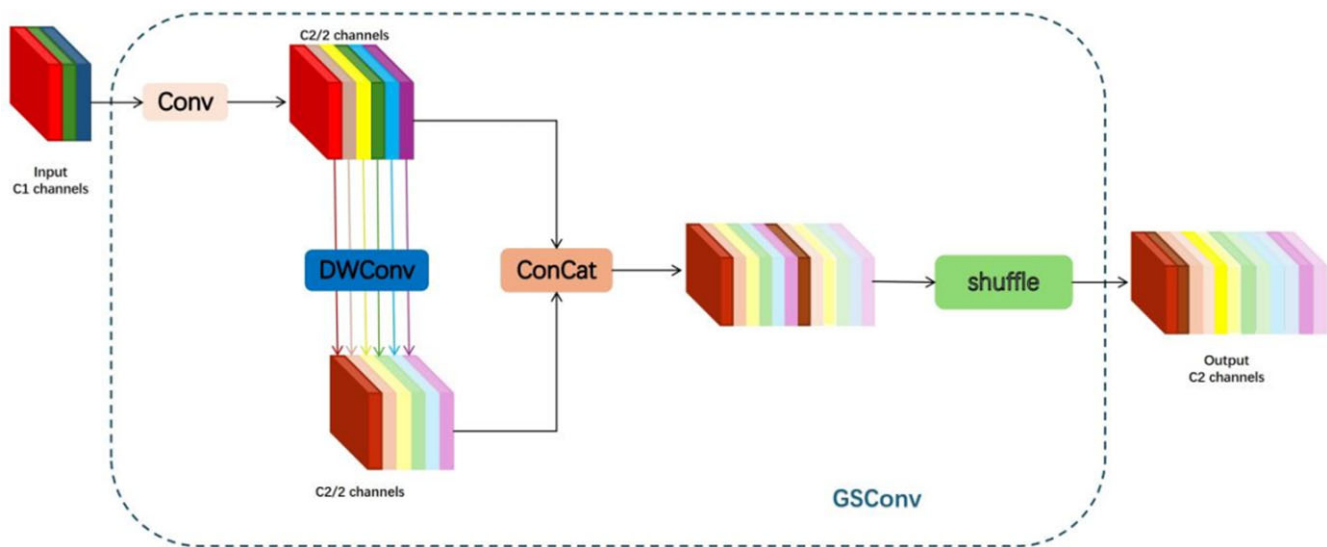 C2/2 channels
Conv
Input
C1 channels
DWConv
ConCat
shuffle
Output
C2 channels
C2/2 channels
GSConv